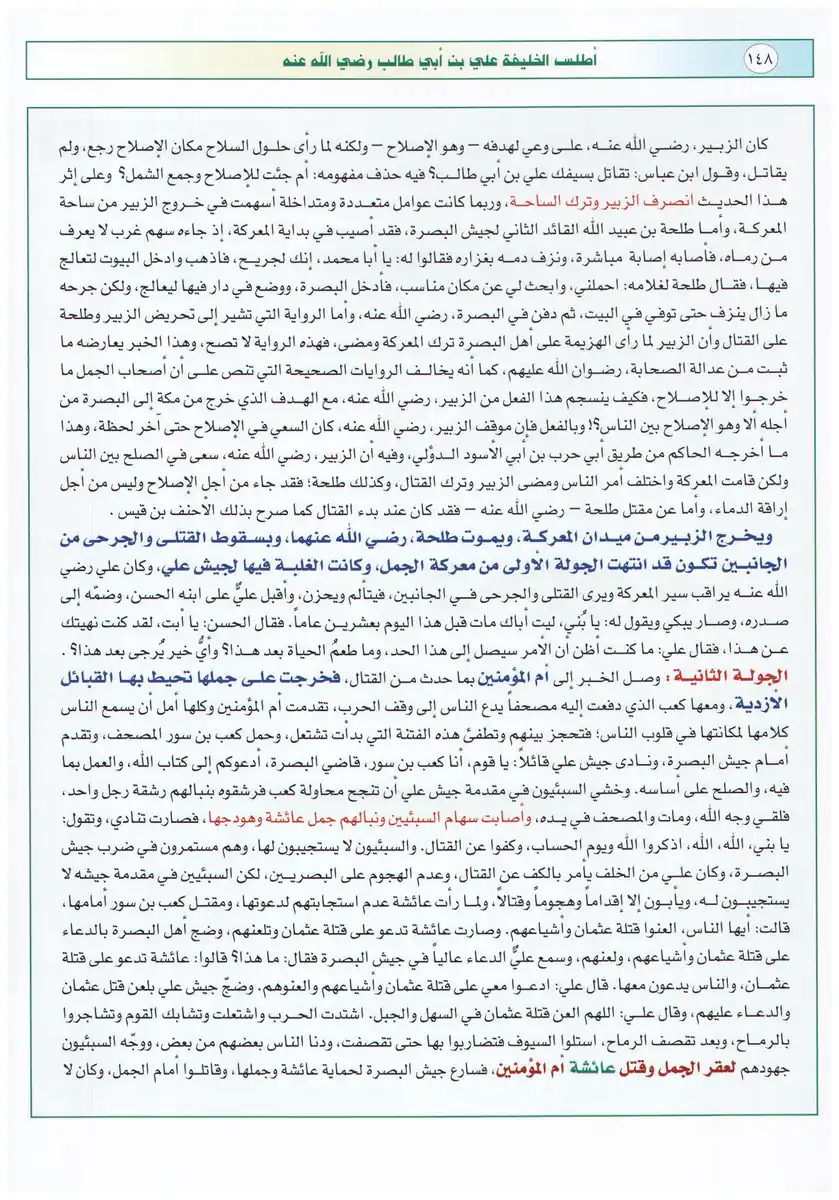 ١٤٨
أطلس الخليفة علي بن أبي طالب رضي الله عنه
كان الزبير، رضي الله عنه، على وعي لهدفه – وهو الإصلاح – ولكنه لما رأى حلول السلاح مكان الإصلاح رجع، ولم
يقاتل، وقول ابن عباس: تقاتل بسيفك علي بن أبي طالب؟ فيه حذف مفهومه: أم جئت للإصلاح وجمع الشمل؟ وعلى إثر
هذا الحديث انصرف الزبير وترك الساحة، وربما كانت عوامل متعددة ومتداخلة أسهمت في خروج الزبير من ساحة
المعركة، وأما طلحة بن عبيد الله القائد الثاني لجيش البصرة، فقد أصيب في بداية المعركة، إذ جاءه سهم غرب لا يعرف
من رماه، فأصابه إصابة مباشرة، ونزف دمه بغزاره فقالوا له: يا أبا محمد، إنك لجريح، فاذهب وادخل البيوت لتعالج
فيها، فقال طلحة لغلامه: احملني، وابحث لي عن مكان مناسب، فأدخل البصرة، ووضع في دار فيها ليعالج، ولكن جرحه
ما زال ينزف حتى توفي في البيت، ثم دفن في البصرة، رضي الله عنه، وأما الرواية التي تشير إلى تحريض الزبير وطلحة
على القتال وأن الزبير لما رأى الهزيمة على أهل البصرة ترك المعركة ومضى، فهذه الرواية لا تصح، وهذا الخبر يعارضه ما
ثبت من عدالة الصحابة، رضوان الله عليهم، كما أنه يخالف الروايات الصحيحة التي تنص على أن أصحاب الجمل ما
خرجوا إلا للإصلاح، فكيف ينسجم هذا الفعل من الزبير، رضي الله عنه، مع الهدف الذي خرج من مكة إلى البصرة من
أجله ألا وهو الإصلاح بين الناس؟! وبالفعل فإن موقف الزبير، رضي الله عنه، كان السعي في الإصلاح حتى آخر لحظة، وهذا
ما أخرجه الحاكم من طريق أبي حرب بن أبي الأسود الدؤلي، وفيه أن الزبير، رضي الله عنه، سعى في الصلح بين الناس
ولكن قامت المعركة واختلف أمر الناس ومضى الزبير وترك القتال، وكذلك طلحة؛ فقد جاء من أجل الإصلاح وليس من أجل
إراقة الدماء، وأما عن مقتل طلحة – رضي الله عنه – فقد كان عند بدء القتال كما صرح بذلك الأحنف بن قيس .
ويخرج الزبير من ميدان المعركة، ويموت طلحة، رضي الله عنهما، وبسقوط القتلى والجرحى من
الجانبين تكون قد انتهت الجولة الأولى من معركة الجمل، وكانت الغلبة فيها لجيش علي، وكان علي رضي
الله عنه يراقب سير المعركة ويرى القتلى والجرحى في الجانبين، فيتألم ويحزن، وأقبل عليٌّ على ابنه الحسن، وضمّه إلى
صدره، وصار يبكي ويقول له: يا بُني، ليت أباك مات قبل هذا اليوم بعشرين عاماً. فقال الحسن: يا أبت، لقد كنت نهيتك
عن هذا، فقال علي: ما كنت أظن أن الأمر سيصل إلى هذا الحد، وما طعمُ الحياة بعد هذا؟ وأيُّ خير يُرجى بعد هذا؟ .
الجولة الثانية: وصل الخبر إلى أم المؤمنين بما حدث من القتال، فخرجت على جملها تحيط بها القبائل
الأزدية، ومعها كعب الذي دفعت إليه مصحفاً يدع الناس إلى وقف الحرب، تقدمت أم المؤمنين وكلها أمل أن يسمع الناس
كلامها لمكانتها في قلوب الناس؛ فتحجز بينهم وتطفئ هذه الفتنة التي بدأت تشتعل، وحمل كعب بن سور المصحف، وتقدم
أمام جيش البصرة، ونادى جيش علي قائلاً: يا قوم، أنا كعب بن سور، قاضي البصرة، أدعوكم إلى كتاب الله، والعمل بما
فيه، والصلح على أساسه. وخشي السبئيون في مقدمة جيش علي أن تنجح محاولة كعب فرشقوه بنبالهم رشقة رجل واحد،
فلقي وجه الله، ومات والمصحف في يده، وأصابت سهام السبئيين ونبالهم جمل عائشة وهودجها، فصارت تنادي، وتقول:
يا بني، الله، الله، اذكروا الله ويوم الحساب، وكفوا عن القتال. والسبئيون لا يستجيبون لها، وهم مستمرون في ضرب جيش
البصرة، وكان علي من الخلف يأمر بالكف عن القتال، وعدم الهجوم على البصريين، لكن السبئيين في مقدمة جيشه لا
يستجيبون له، ويأبون إلا إقداماً وهجوماً وقتالاً، ولما رأت عائشة عدم استجابتهم لدعوتها، ومقتل كعب بن سور أمامها،
قالت: أيها الناس، العنوا قتلة عثمان وأشياعهم. وصارت عائشة تدعو على قتلة عثمان وتلعنهم، وضج أهل البصرة بالدعاء
على قتلة عثمان وأشياعهم، ولعنهم، وسمع عليٌّ الدعاء عالياً في جيش البصرة فقال: ما هذا؟ قالوا: عائشة تدعو على قتلة
عثمان، والناس يدعون معها. قال علي: ادعوا معي على قتلة عثمان وأشياعهم والعنوهم. وضجّ جيش علي بلعن قتل عثمان
والدعاء عليهم، وقال علي: اللهم العن قتلة عثمان في السهل والجبل. اشتدت الحرب واشتعلت وتشابك القوم وتشاجروا
بالرماح، وبعد تقصف الرماح، استلوا السيوف فتضاربوا بها حتى تقصفت، ودنا الناس بعضهم من بعض، ووجّه السبئيون
جهودهم لعقر الجمل وقتل عائشة أم المؤمنين، فسارع جيش البصرة لحماية عائشة وجملها، وقاتلوا أمام الجمل، وكان لا